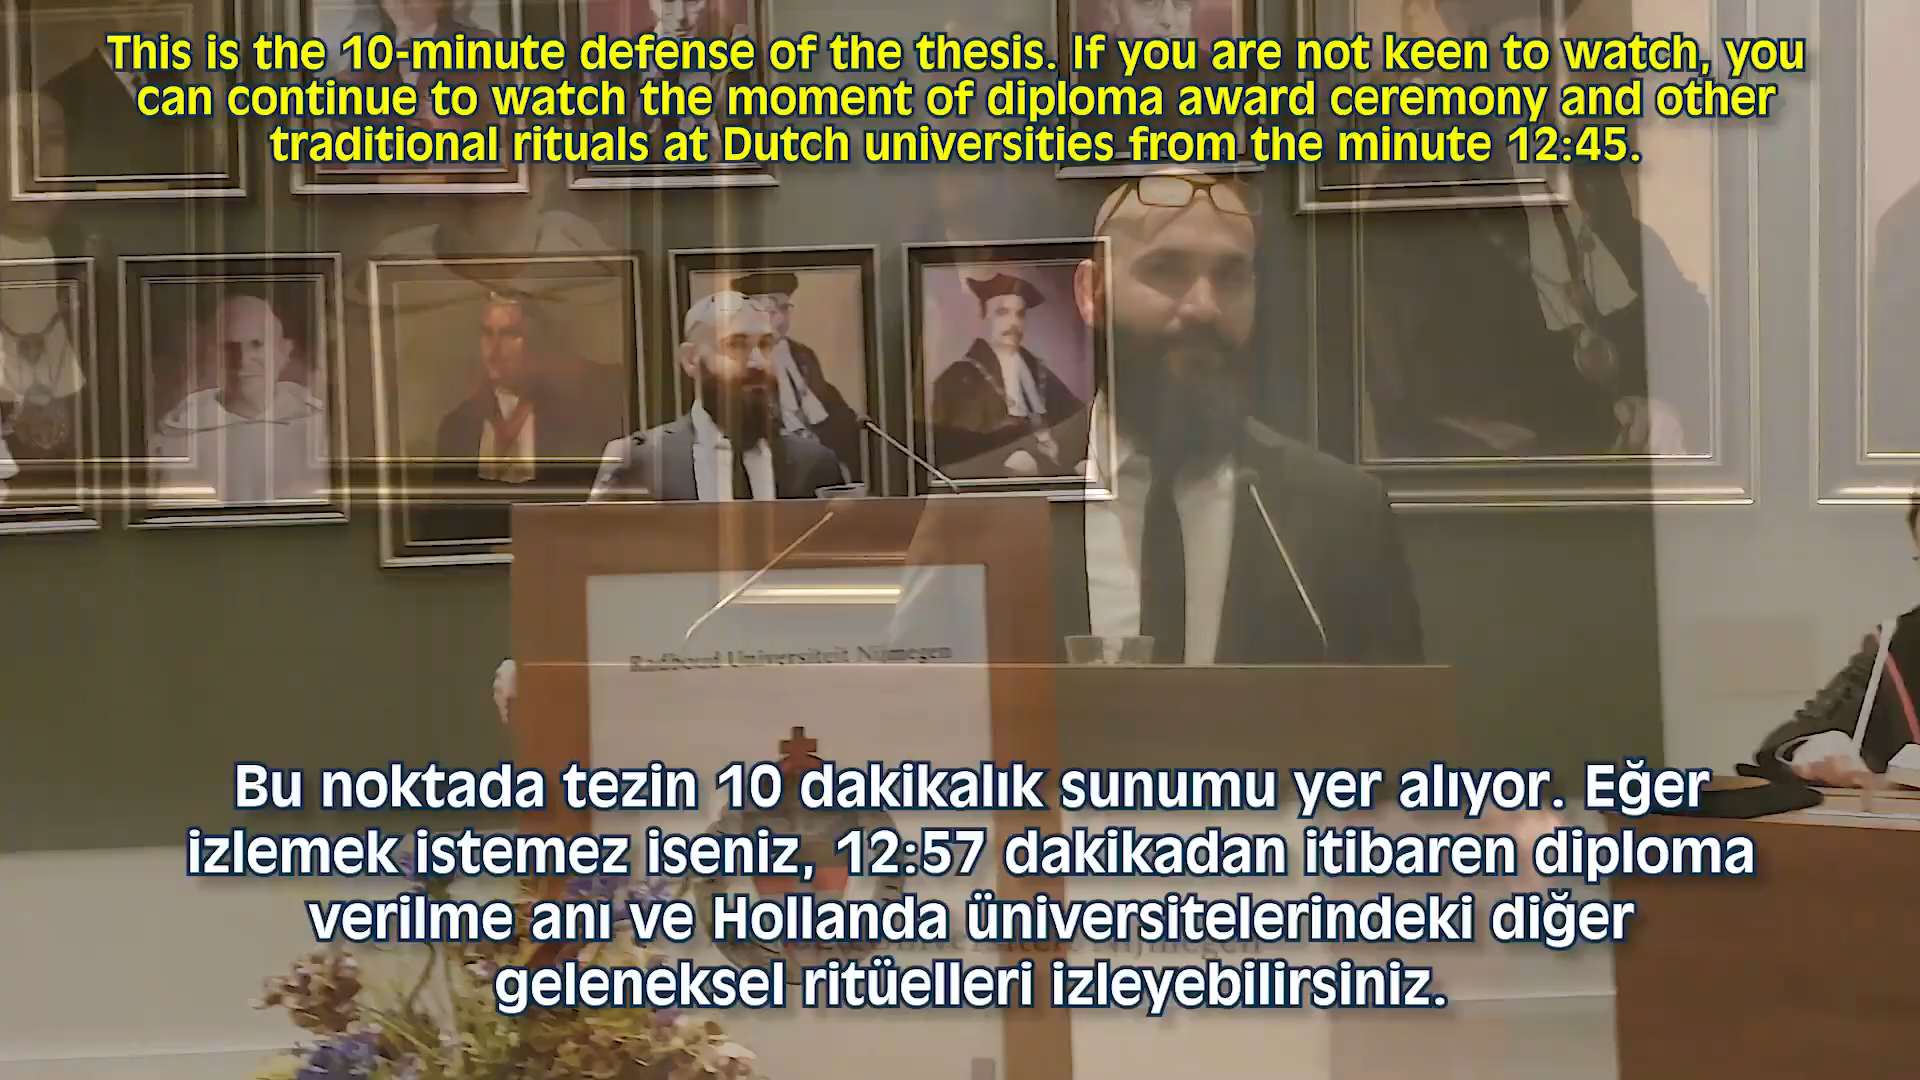 This is the 10-minute defense of the thesis. If you are not keen to watch, you
can continue to watch the moment of diploma award ceremony and other
traditional rituals at Dutch universities from the minute 12:45.
Radboud Universiteit Nijmegen
Bu noktada tezin 10 dakikalık sunumu yer alıyor. Eğer
izlemek istemez iseniz, 12:57 dakikadan itibaren diploma
verilme anı ve Hollanda üniversitelerindeki diğer
geleneksel ritüelleri izleyebilirsiniz.